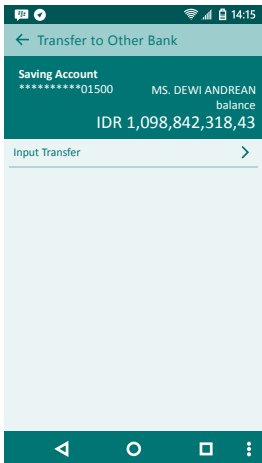 14:15
Transfer to Other Bank
Saving Account
**********01500
MS. DEWI ANDREAN
balance
IDR 1,098,842,318,43
Input Transfer